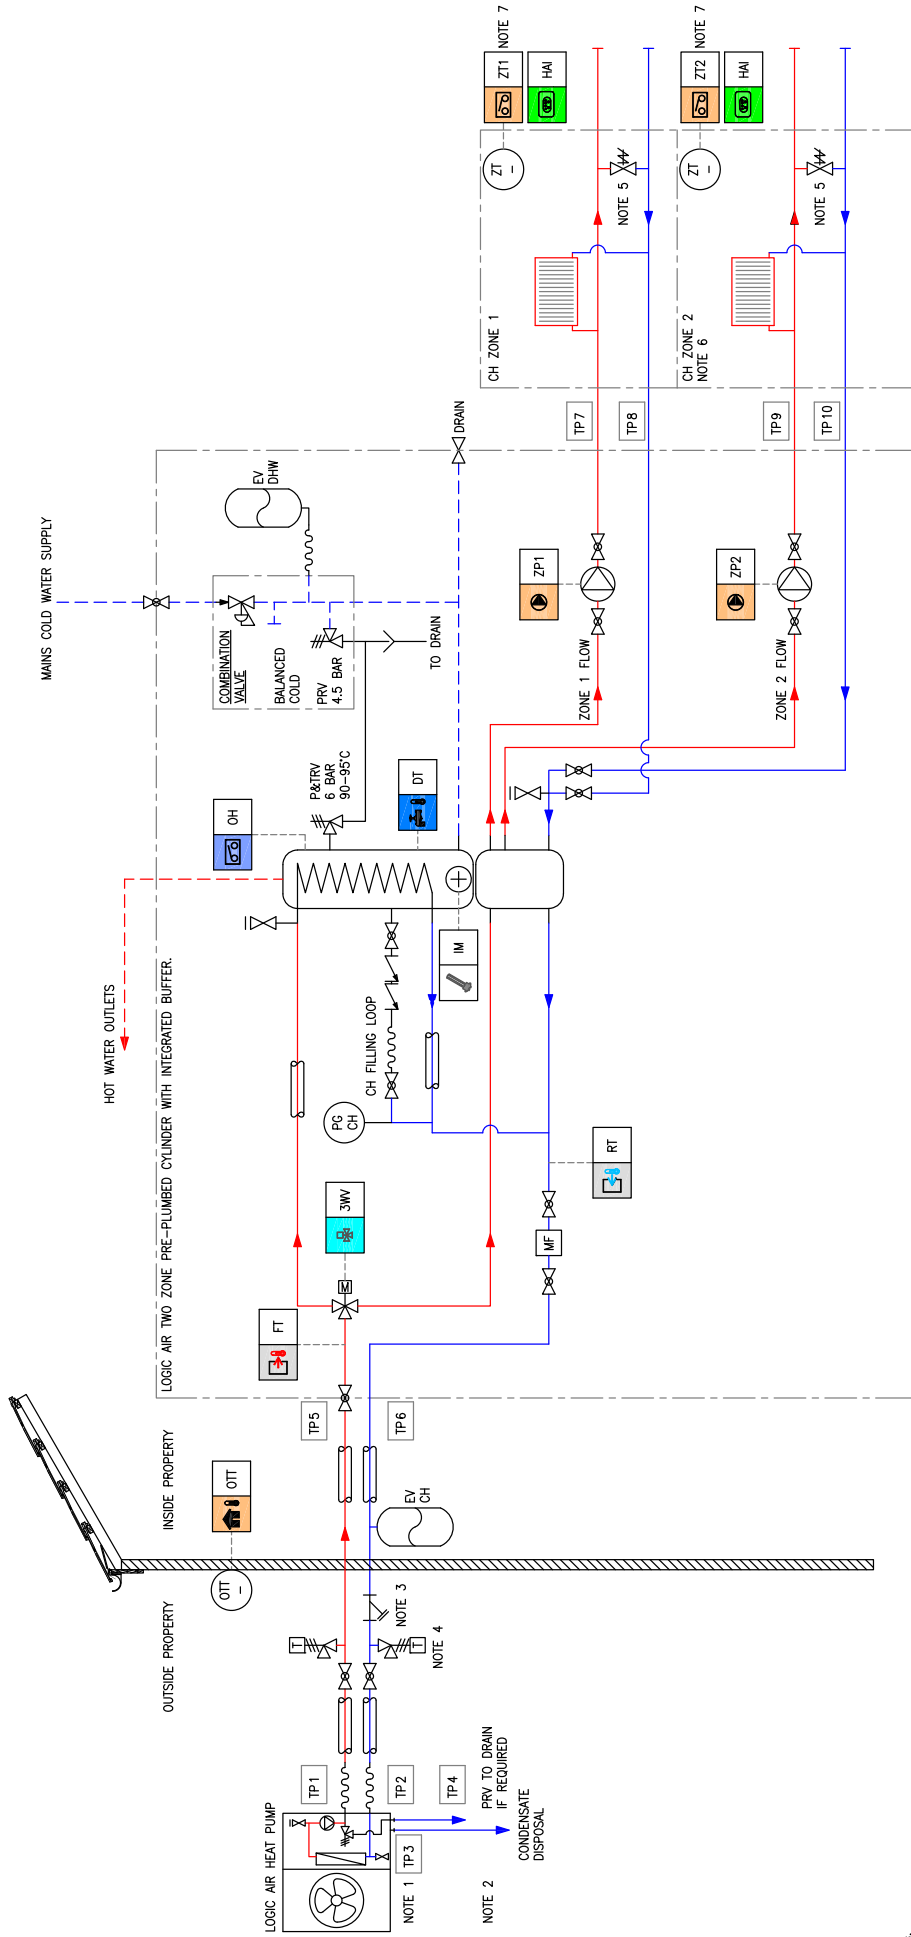 MAINS COLD WATER SUPPLY
HOT WATER OUTLETS
LOGIC AIR TWO ZONE PRE-PLUMBED CYLINDER WITH INTEGRATED BUFFER.
OUTSIDE PROPERTY
INSIDE PROPERTY
OTT
–
OTT
LOGIC AIR HEAT PUMP
NOTE 1
NOTE 2
TP1
TP2
TP3
TP4
PRV TO DRAIN
IF REQUIRED
CONDENSATE
DISPOSAL
T
T
NOTE 4
NOTE 3
EV
CH
TP5
TP6
FT
M
3WV
PG
CH
CH FILLING LOOP
MF
RT
IM
OH
P&TRV
6 BAR
90-95°C
DT
COMBINATION
VALVE
BALANCED
COLD
PRV
4.5 BAR
TO DRAIN
EV
DHW
DRAIN
ZONE 1 FLOW
ZP1
ZONE 2 FLOW
ZP2
TP7
TP8
TP9
TP10
CH ZONE 1
NOTE 5
ZT
–
ZT1
NOTE 7
HAI
CH ZONE 2
NOTE 6
NOTE 5
ZT
–
ZT2
NOTE 7
HAI